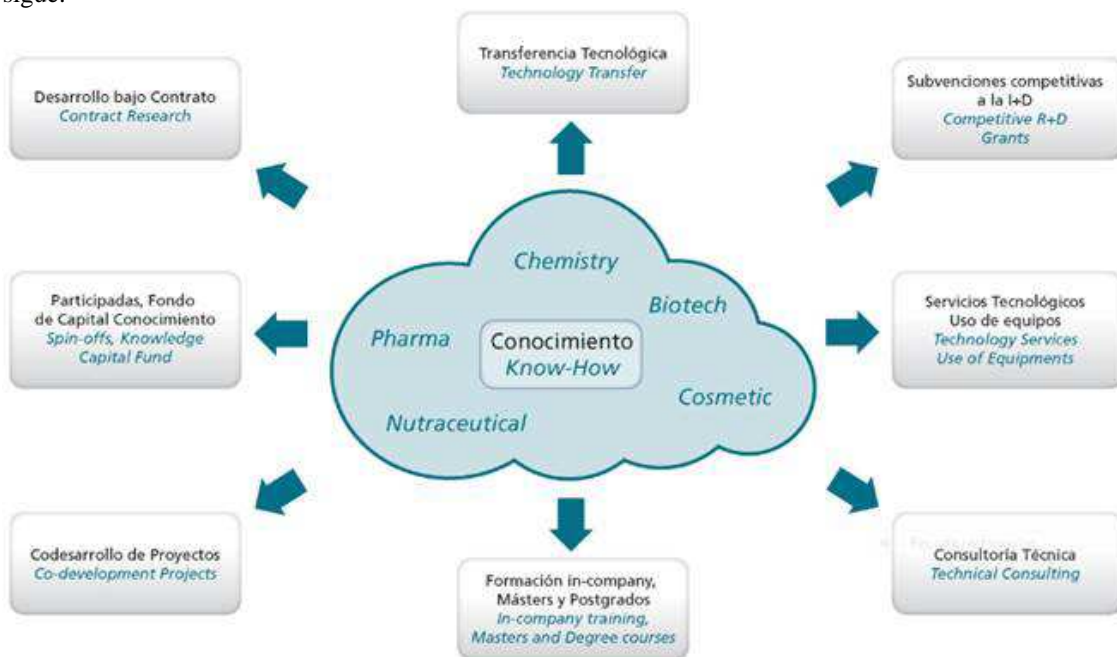 sigue:
Transferencia Tecnológica
Technology Transfer
Desarrollo bajo Contrato
Contract Research
Subvenciones competitivas
a la I+D
Competitive R+D
Grants
Chemistry
Biotech
Pharma
Conocimiento
Know-How
Cosmetic
Nutraceutical
Participadas, Fondo
de Capital Conocimiento
Spin-offs, Knowledge
Capital Fund
Servicios Tecnológicos
Uso de equipos
Technology Services
Use of Equipments
Codesarrollo de Proyectos
Co-development Projects
Formación in-company,
Másters y Postgrados
In-company training,
Masters and Degree courses
Consultoría Técnica
Technical Consulting